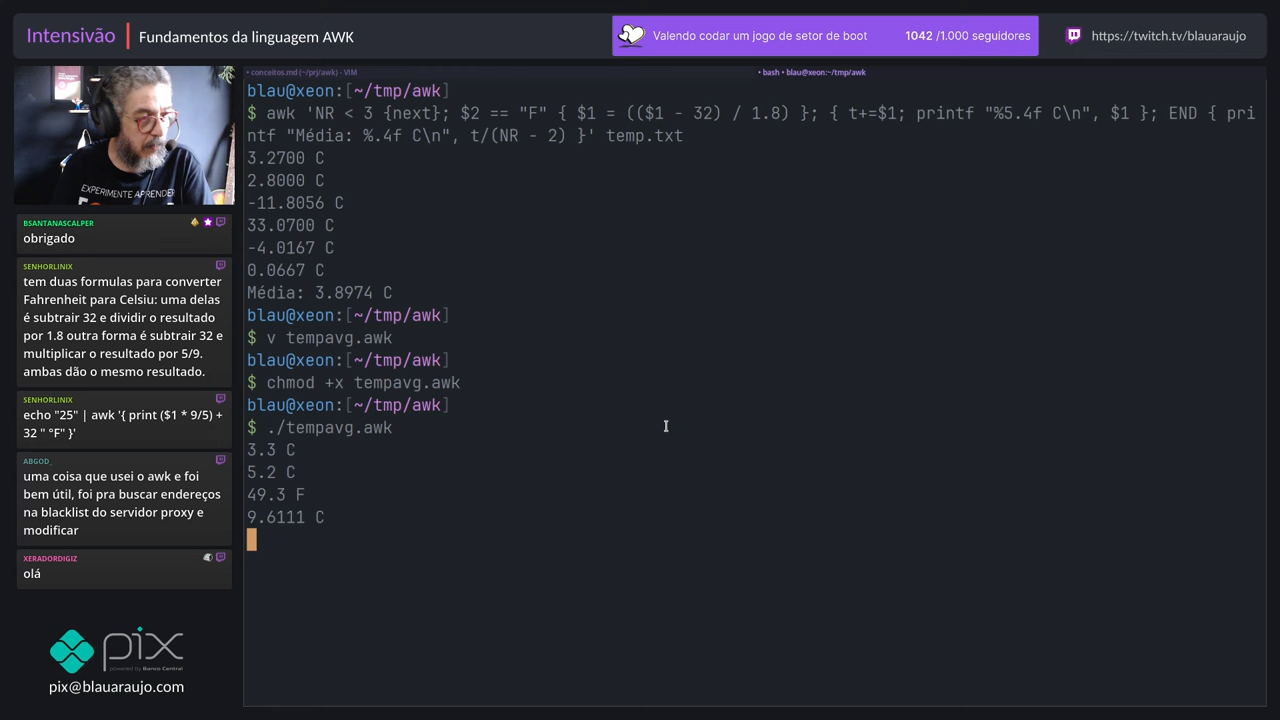 Intensivão
Fundamentos da linguagem AWK
Valendo codar um jogo de setor de boot
1042 /1.000 seguidores
https://twitch.tv/blauaraujo
EXPERIMENTE APRENDER
BSANTANASCALPER
obrigado
SENHORLINIX
tem duas formulas para converter
Fahrenheit para Celsiu: uma delas
é subtrair 32 e dividir o resultado
por 1.8 outra forma é subtrair 32 e
multiplicar o resultado por 5/9.
ambas dão o mesmo resultado.
SENHORLINIX
echo "25" | awk '{ print ($1 * 9/5) +
32 " °F" }'
ABGOD_
uma coisa que usei o awk e foi
bem útil, foi pra buscar endereços
na blacklist do servidor proxy e
modificar
XERADORDIGIZ
olá
pix
powered by Banco Central
pix@blauaraujo.com
• conceitos.md (~/prj/awk) - VIM
• bash • blau@xeon:~/tmp/awk
blau@xeon:[~/tmp/awk]
$ awk 'NR < 3 {next}; $2 == "F" { $1 = (($1 - 32) / 1.8) }; { t+=$1; printf "%5.4f C\n", $1 }; END { pri
ntf "Média: %.4f C\n", t/(NR - 2) }' temp.txt
3.2700 C
2.8000 C
-11.8056 C
33.0700 C
-4.0167 C
0.0667 C
Média: 3.8974 C
blau@xeon:[~/tmp/awk]
$ v tempavg.awk
blau@xeon:[~/tmp/awk]
$ chmod +x tempavg.awk
blau@xeon:[~/tmp/awk]
$ ./tempavg.awk
3.3 C
5.2 C
49.3 F
9.6111 C